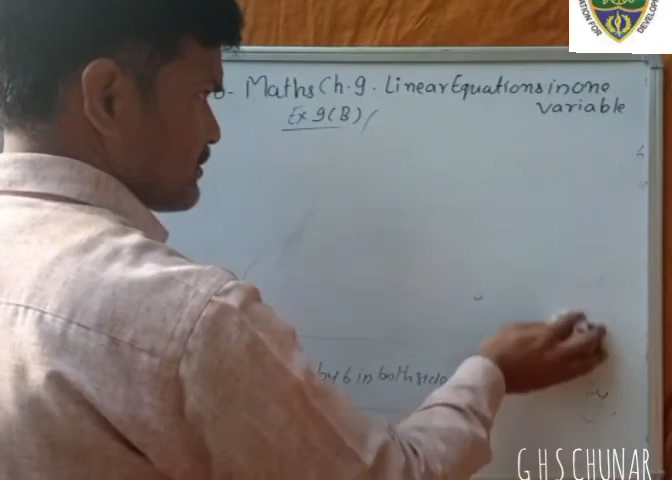 Maths Ch.9. Linear Equations in one
variable
Ex 9(B)
by 6 in both side
G H S CHUNAR